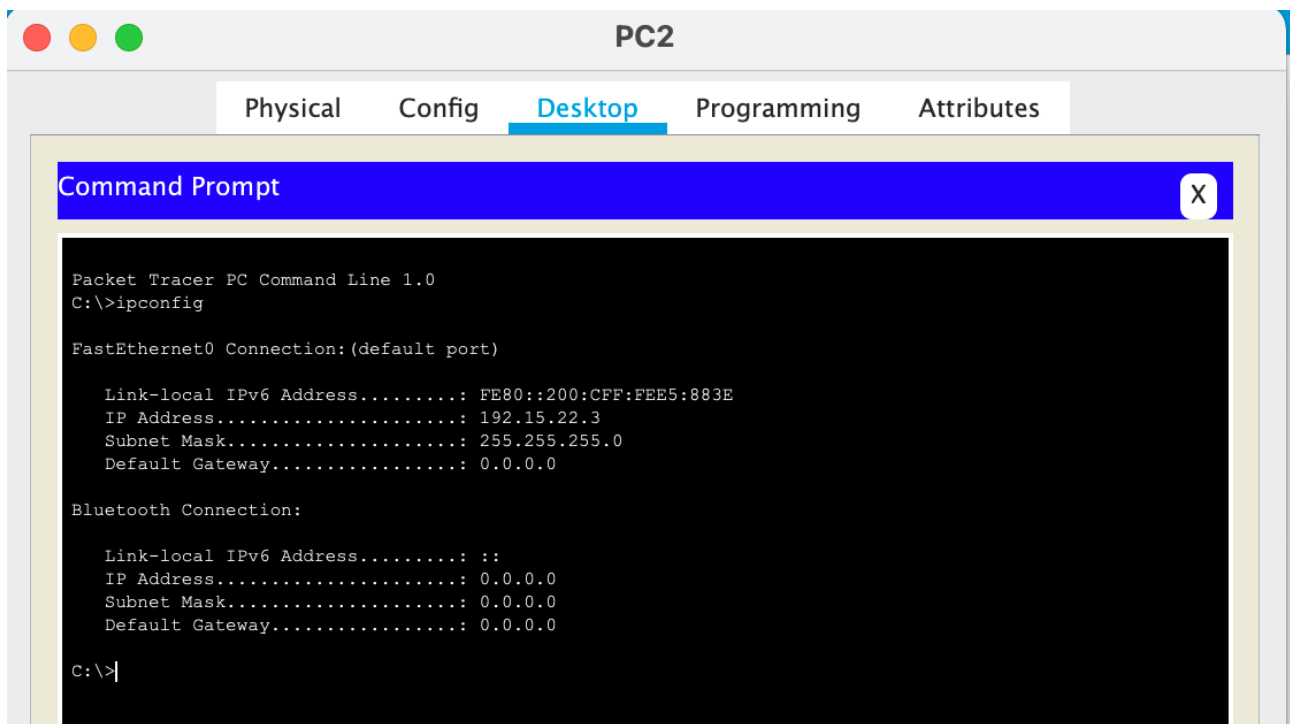 PC2
Physical Config Desktop Programming Attributes
Command Prompt
X
Packet Tracer PC Command Line 1.0
C:\>ipconfig
FastEthernet0 Connection:(default port)
Link-local IPv6 Address.........: FE80::200:CFF:FEE5:883E
IP Address......................: 192.15.22.3
Subnet Mask.....................: 255.255.255.0
Default Gateway.................: 0.0.0.0
Bluetooth Connection:
Link-local IPv6 Address.........: ::
IP Address......................: 0.0.0.0
Subnet Mask.....................: 0.0.0.0
Default Gateway.................: 0.0.0.0
C:\>